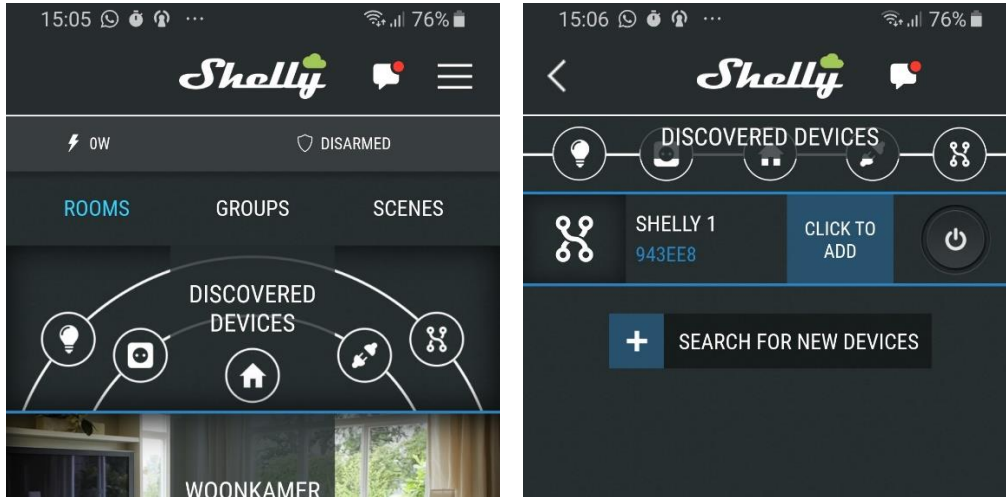 15:05 ... 76%
Shelly
0W DISARMED
ROOMS GROUPS SCENES
DISCOVERED
DEVICES
WOONKAMER
15:06 ... 76%
Shelly
DISCOVERED DEVICES
SHELLY 1
943EE8
CLICK TO
ADD
+ SEARCH FOR NEW DEVICES